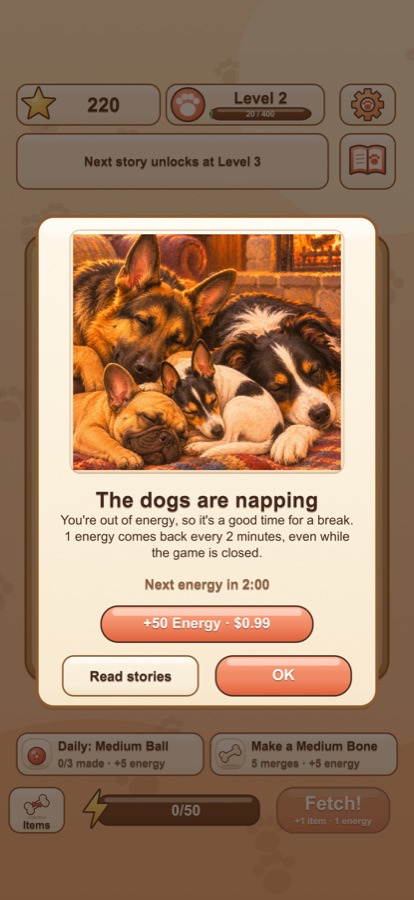 220
Level 2
20 / 400
Next story unlocks at Level 3
The dogs are napping
You're out of energy, so it's a good time for a break.
1 energy comes back every 2 minutes, even while
the game is closed.
Next energy in 2:00
+50 Energy · $0.99
Read stories
OK
Daily: Medium Ball
0/3 made · +5 energy
Make a Medium Bone
5 merges · +5 energy
Items
0/50
Fetch!
+1 item · 1 energy